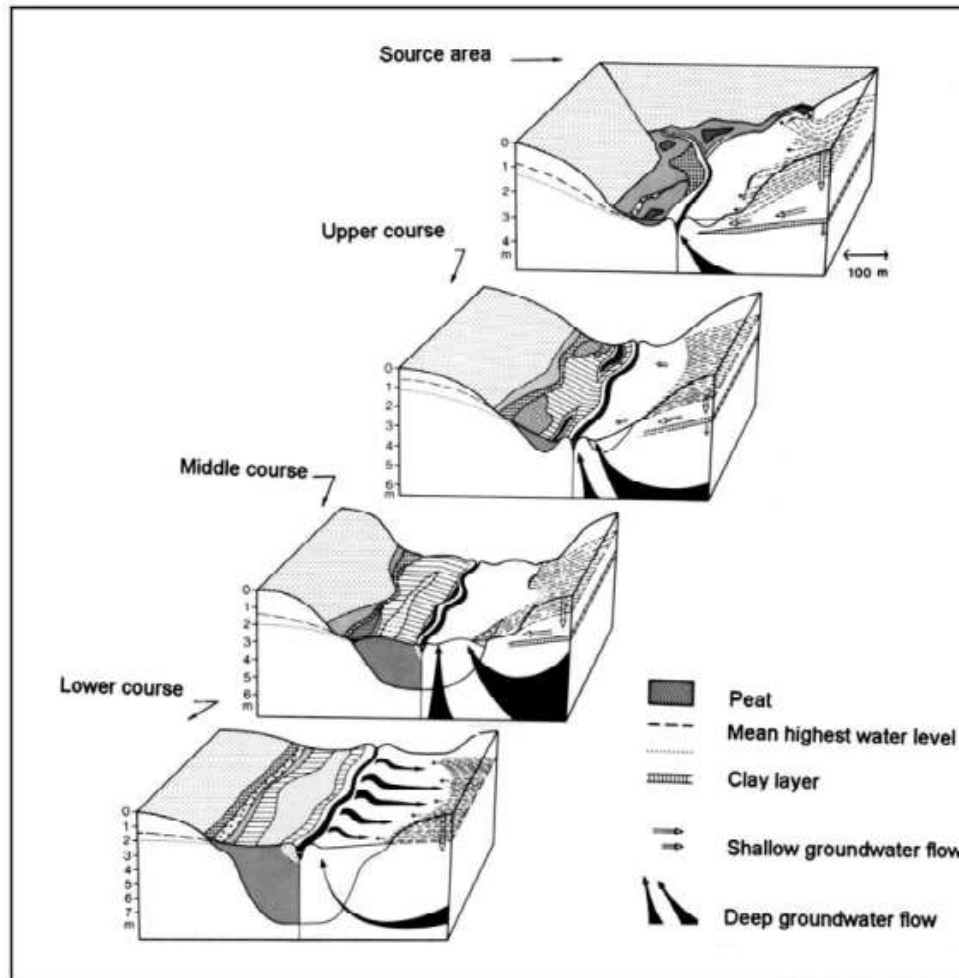 Source area
0
1
2
3
4
m
100 m
Upper course
0
1
2
3
4
5
6
m
Middle course
0
1
2
3
4
5
6
m
Lower course
0
1
2
3
4
5
6
7
m
Peat
Mean highest water level
Clay layer
Shallow groundwater flow
Deep groundwater flow